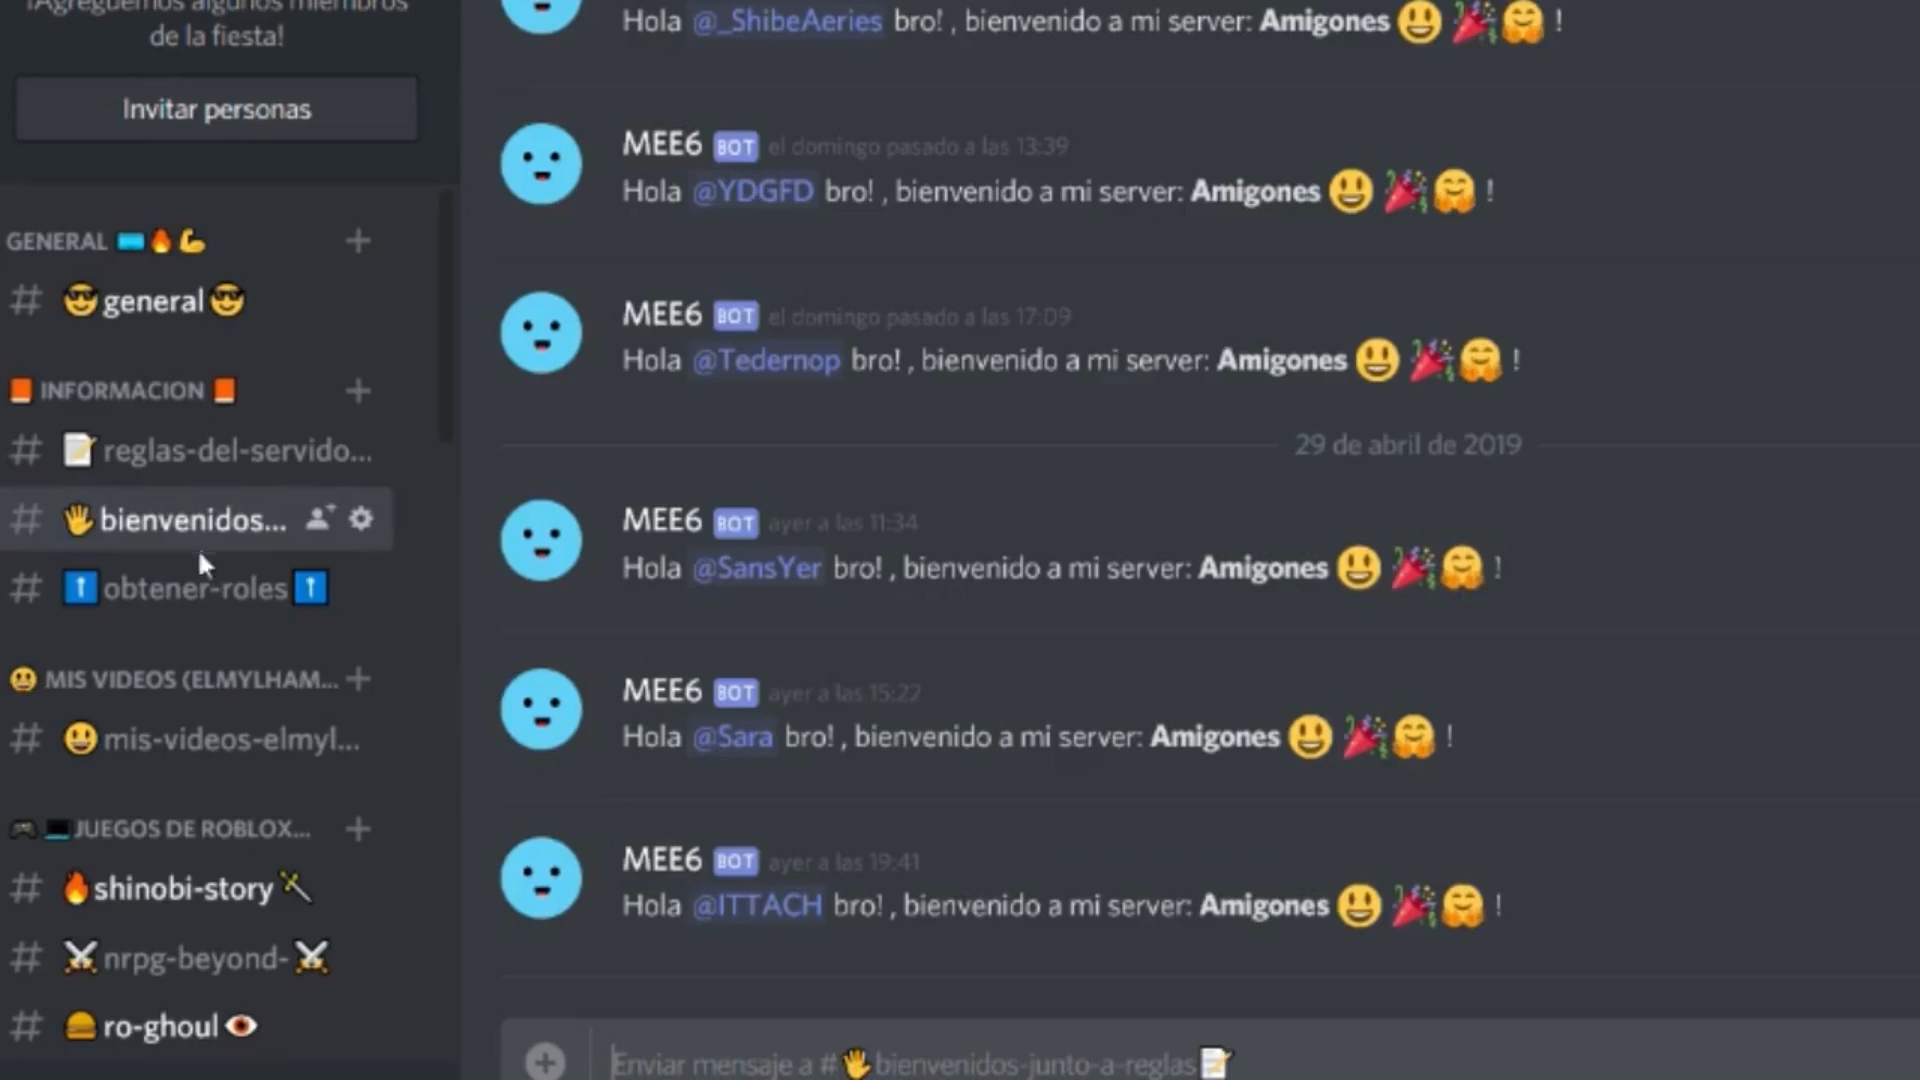 ¡Agreguemos algunos miembros
de la fiesta!
Invitar personas
GENERAL
# 😎general😎
📙 INFORMACION 📙
# 📝reglas-del-servido...
# 🖐bienvenidos...
# obtener-roles
😃 MIS VIDEOS (ELMYLHAM...
# 😃mis-videos-elmyl...
🎮 💻JUEGOS DE ROBLOX...
# 🔥shinobi-story🗡
# ⚔nrpg-beyond-⚔
# 🍔ro-ghoul👁
Hola @_ShibeAeries bro! , bienvenido a mi server: Amigones 😃 🎉🤗 !
MEE6 BOT el domingo pasado a las 13:39
Hola @YDGFD bro! , bienvenido a mi server: Amigones 😃 🎉🤗 !
MEE6 BOT el domingo pasado a las 17:09
Hola @Tedernop bro! , bienvenido a mi server: Amigones 😃 🎉🤗 !
29 de abril de 2019
MEE6 BOT ayer a las 11:34
Hola @SansYer bro! , bienvenido a mi server: Amigones 😃 🎉🤗 !
MEE6 BOT ayer a las 15:22
Hola @Sara bro! , bienvenido a mi server: Amigones 😃 🎉🤗 !
MEE6 BOT ayer a las 19:41
Hola @ITTACH bro! , bienvenido a mi server: Amigones 😃 🎉🤗 !
Enviar mensaje a #🖐bienvenidos-junto-a-reglas📝